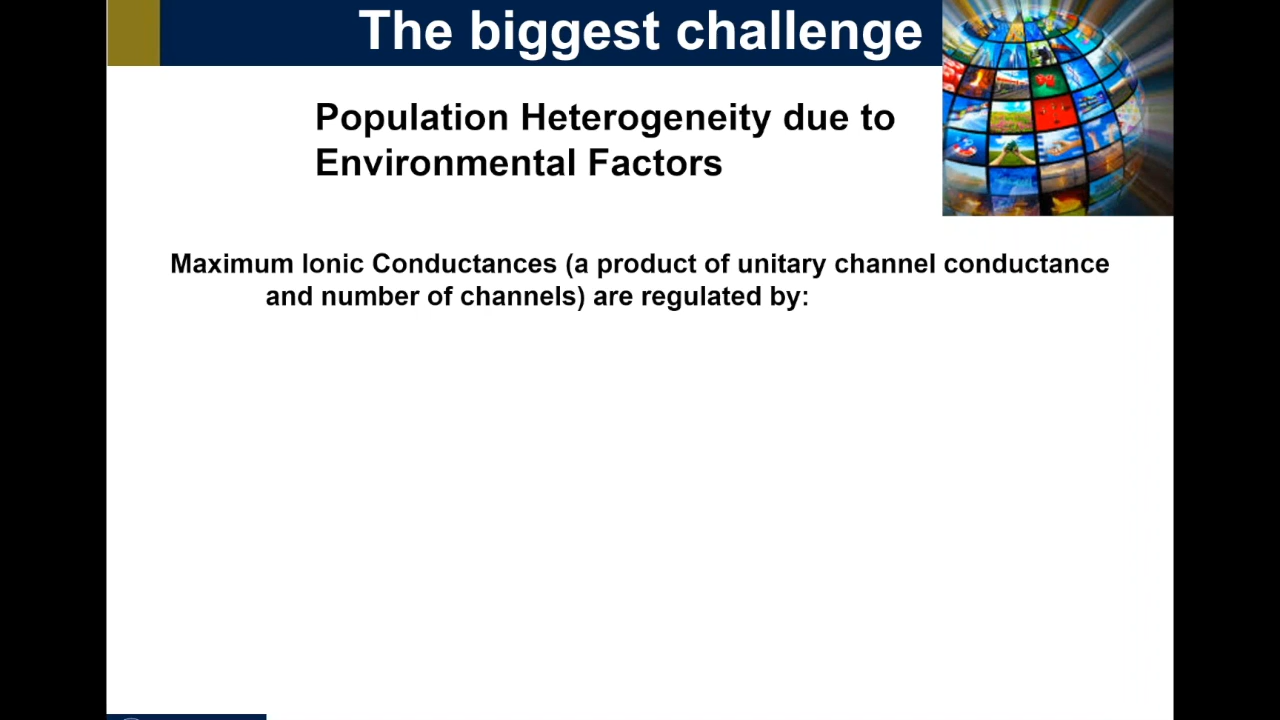 The biggest challenge
Population Heterogeneity due to
Environmental Factors
Maximum Ionic Conductances (a product of unitary channel conductance
and number of channels) are regulated by: